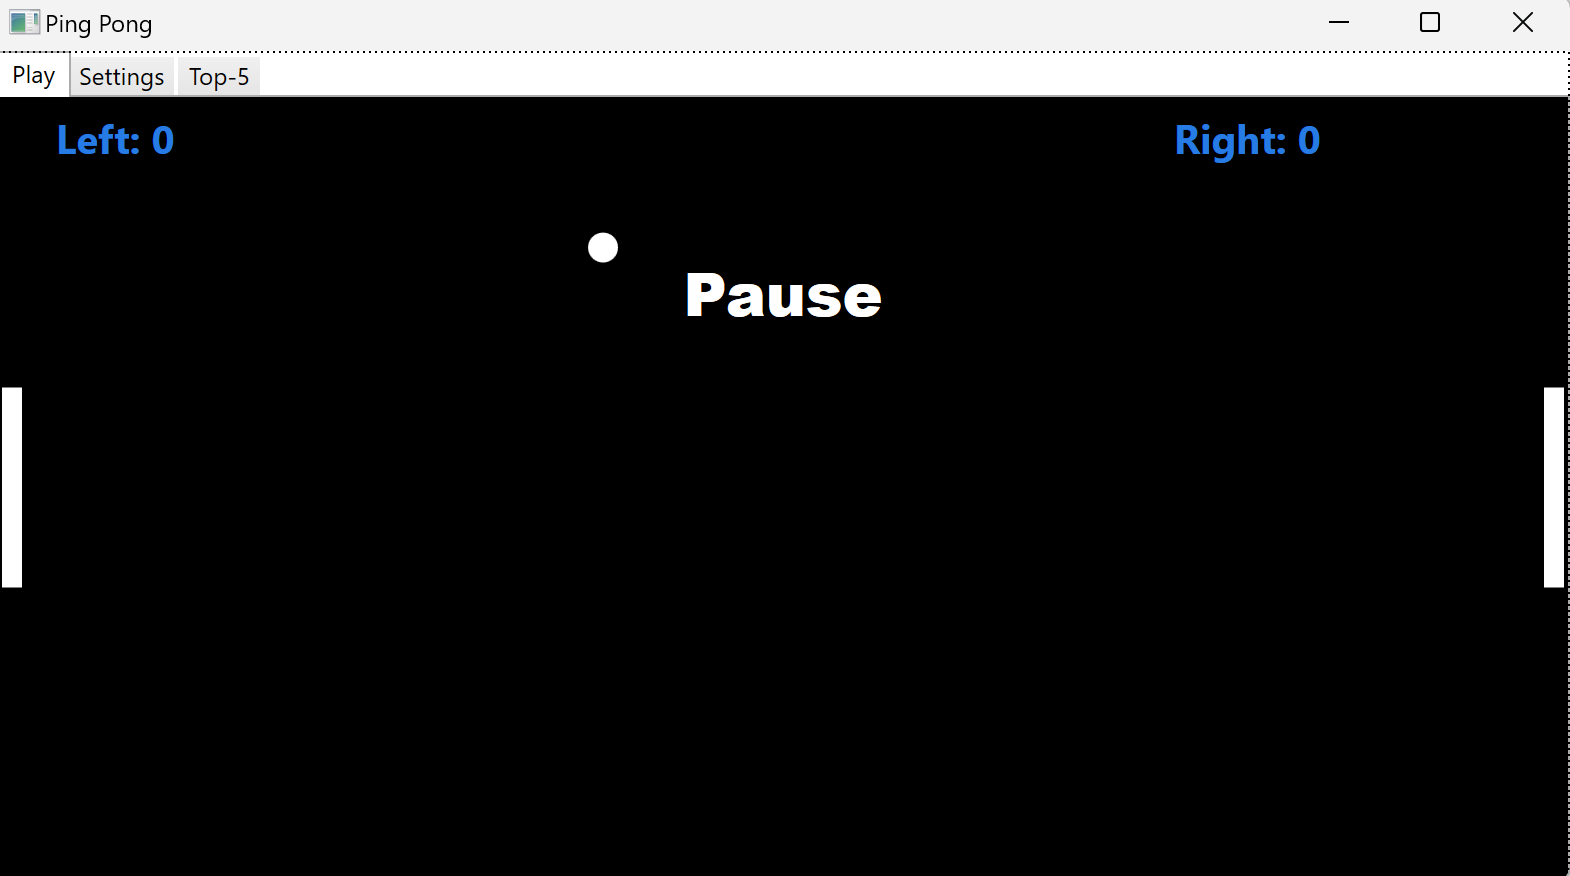 Ping Pong
Play Settings Top-5
Left: 0 Right: 0
Pause